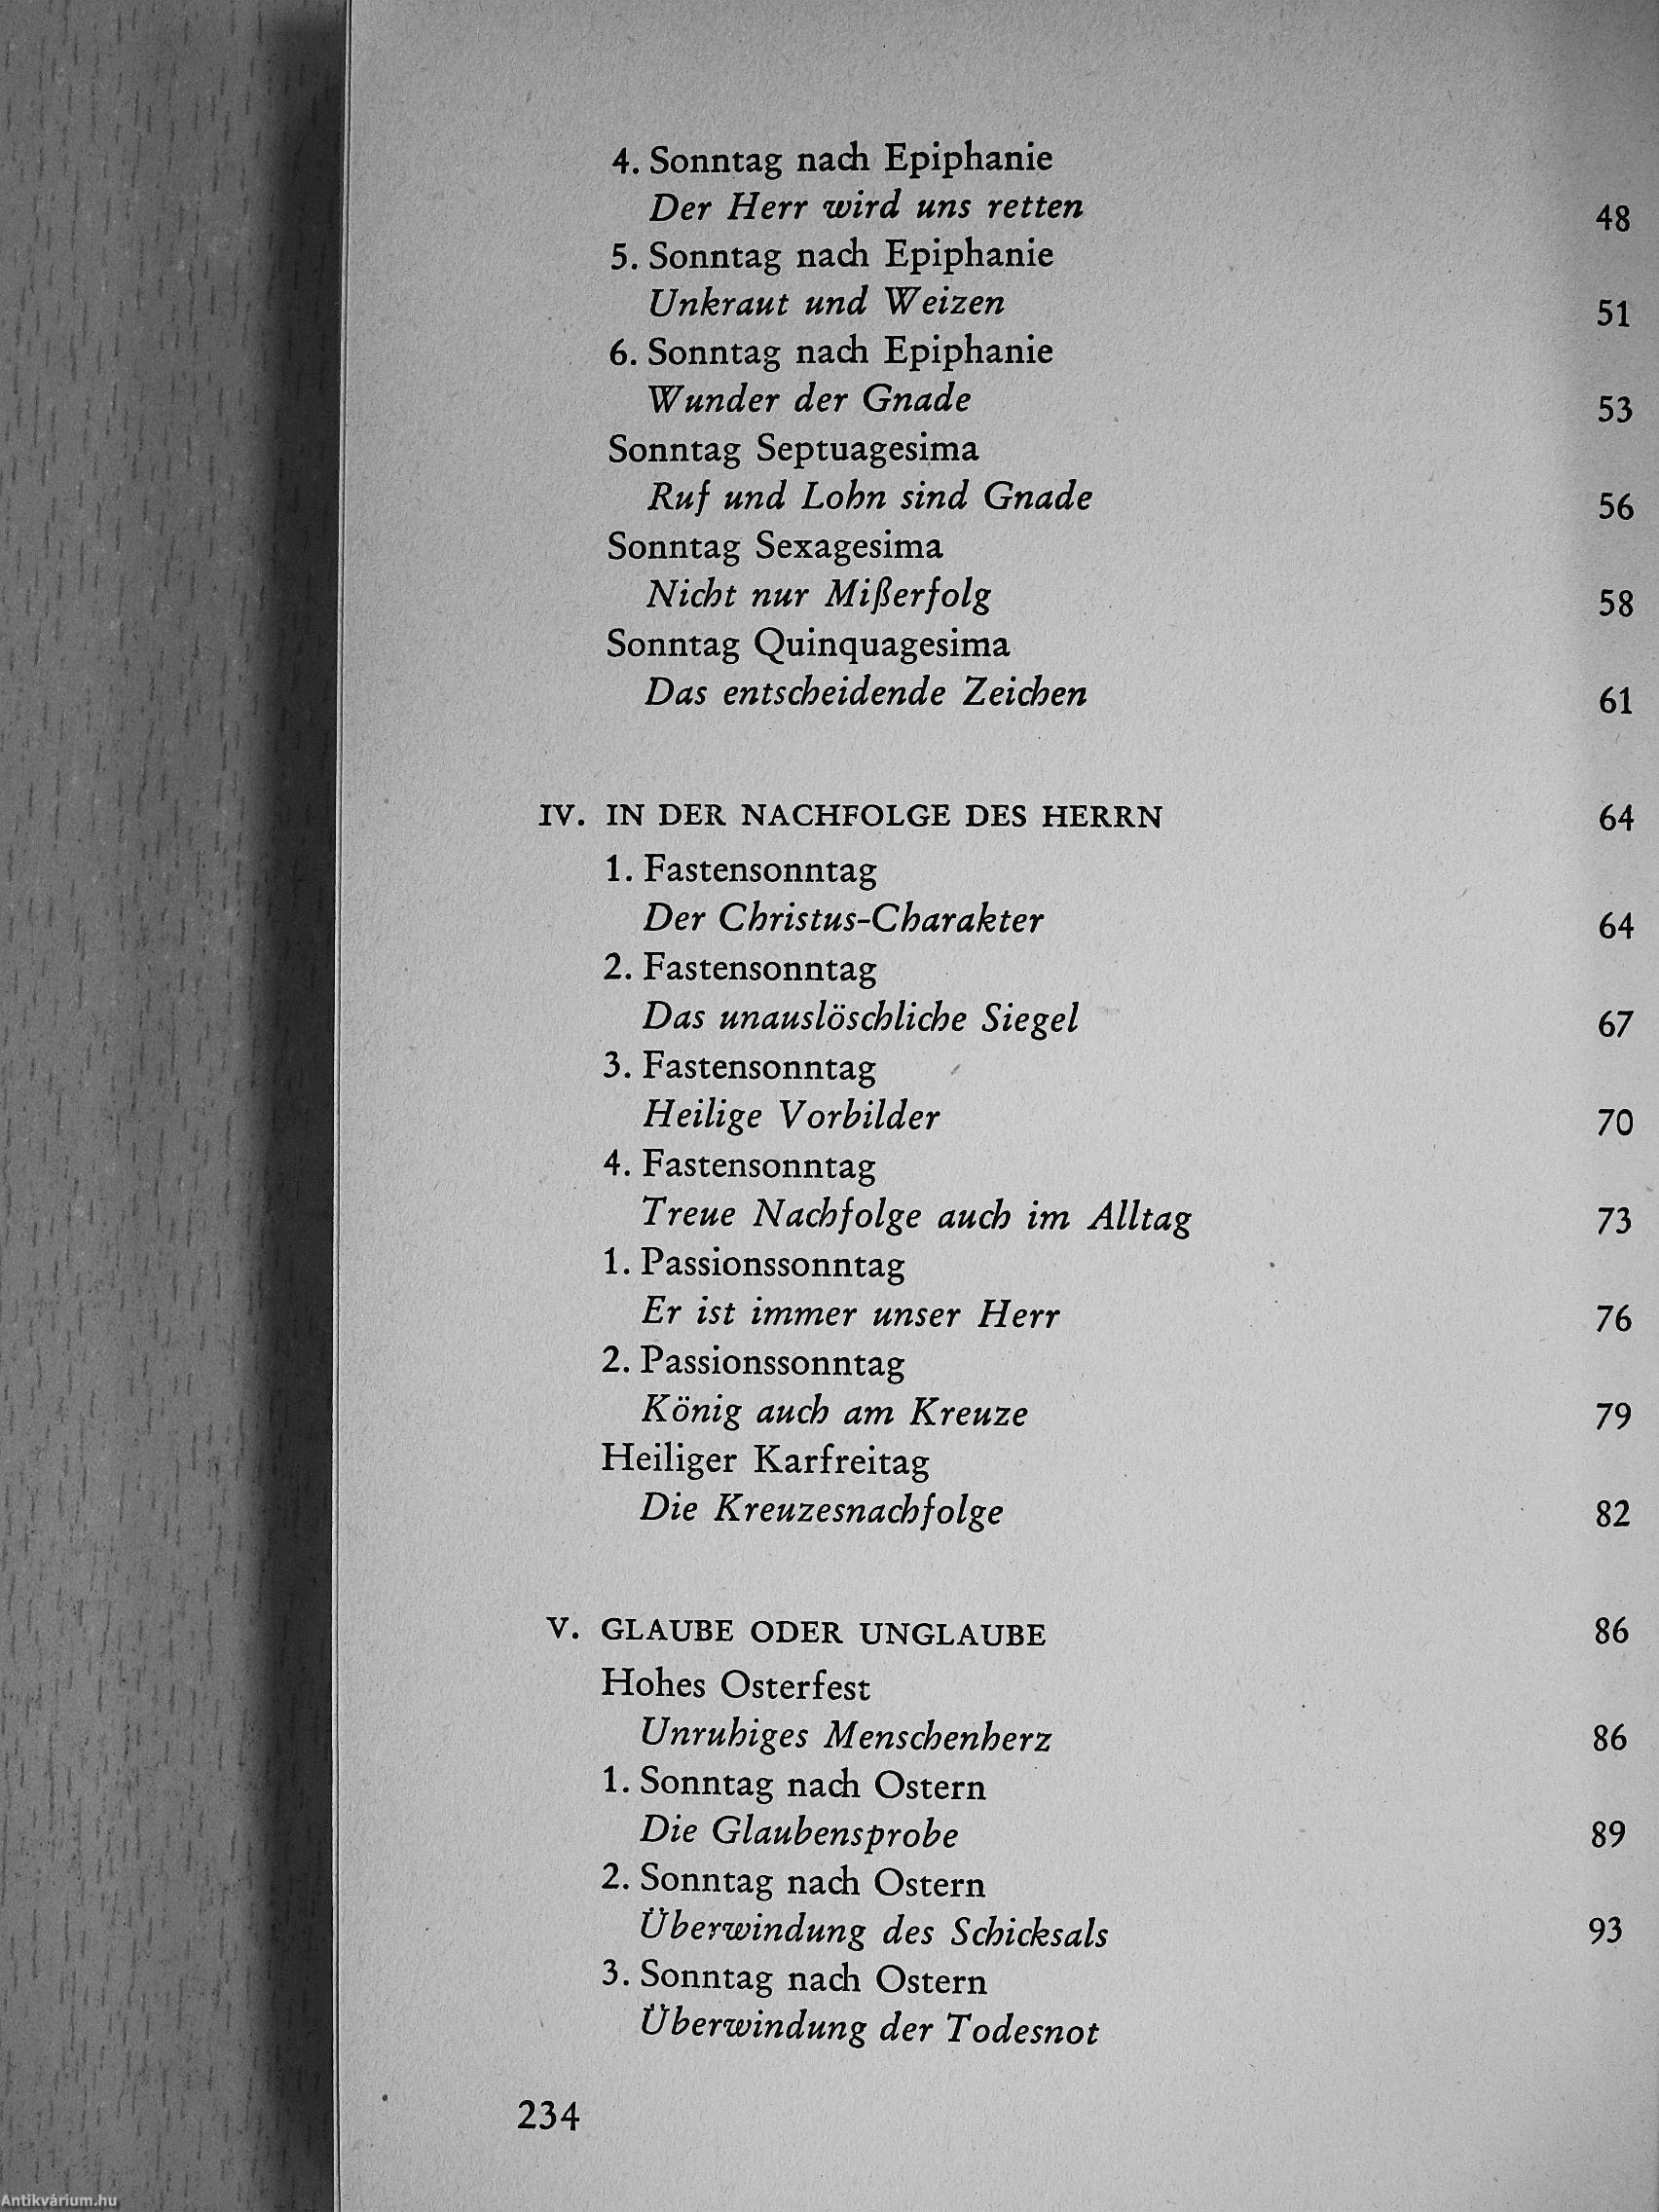 4. Sonntag nach Epiphanie
Der Herr wird uns retten 48
5. Sonntag nach Epiphanie
Unkraut und Weizen 51
6. Sonntag nach Epiphanie
Wunder der Gnade 53
Sonntag Septuagesima
Ruf und Lohn sind Gnade 56
Sonntag Sexagesima
Nicht nur Mißerfolg 58
Sonntag Quinquagesima
Das entscheidende Zeichen 61
IV. IN DER NACHFOLGE DES HERRN 64
1. Fastensonntag
Der Christus-Charakter 64
2. Fastensonntag
Das unauslöschliche Siegel 67
3. Fastensonntag
Heilige Vorbilder 70
4. Fastensonntag
Treue Nachfolge auch im Alltag 73
1. Passionssonntag
Er ist immer unser Herr 76
2. Passionssonntag
König auch am Kreuze 79
Heiliger Karfreitag
Die Kreuzesnachfolge 82
V. GLAUBE ODER UNGLAUBE 86
Hohes Osterfest
Unruhiges Menschenherz 86
1. Sonntag nach Ostern
Die Glaubensprobe 89
2. Sonntag nach Ostern
Überwindung des Schicksals 93
3. Sonntag nach Ostern
Überwindung der Todesnot
234
Antikvárium.hu